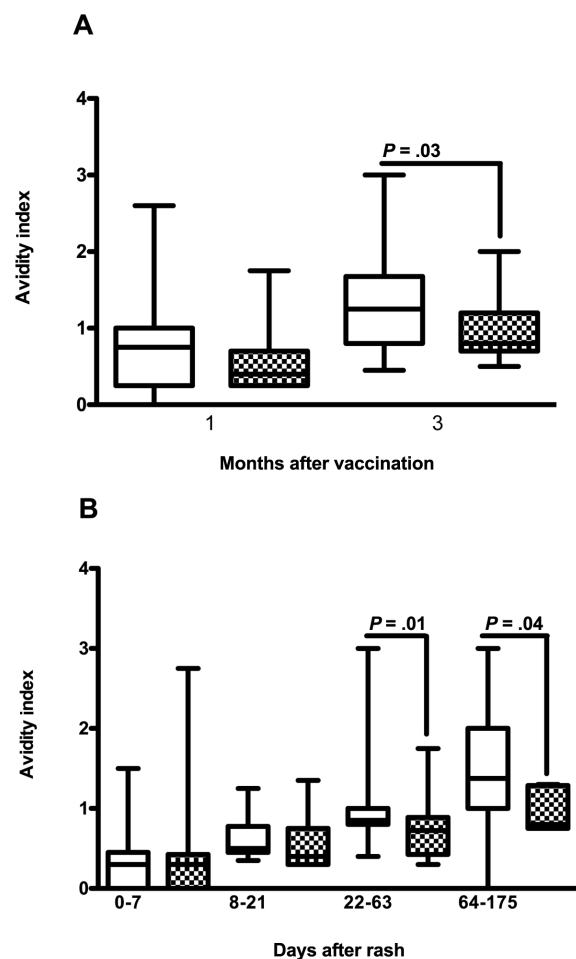 A
4
P = .03
3
2
1
0
Avidity index
1 3
Months after vaccination
B
4
P = .01 P = .04
3
2
1
0
Avidity index
0-7 8-21 22-63 64-175
Days after rash